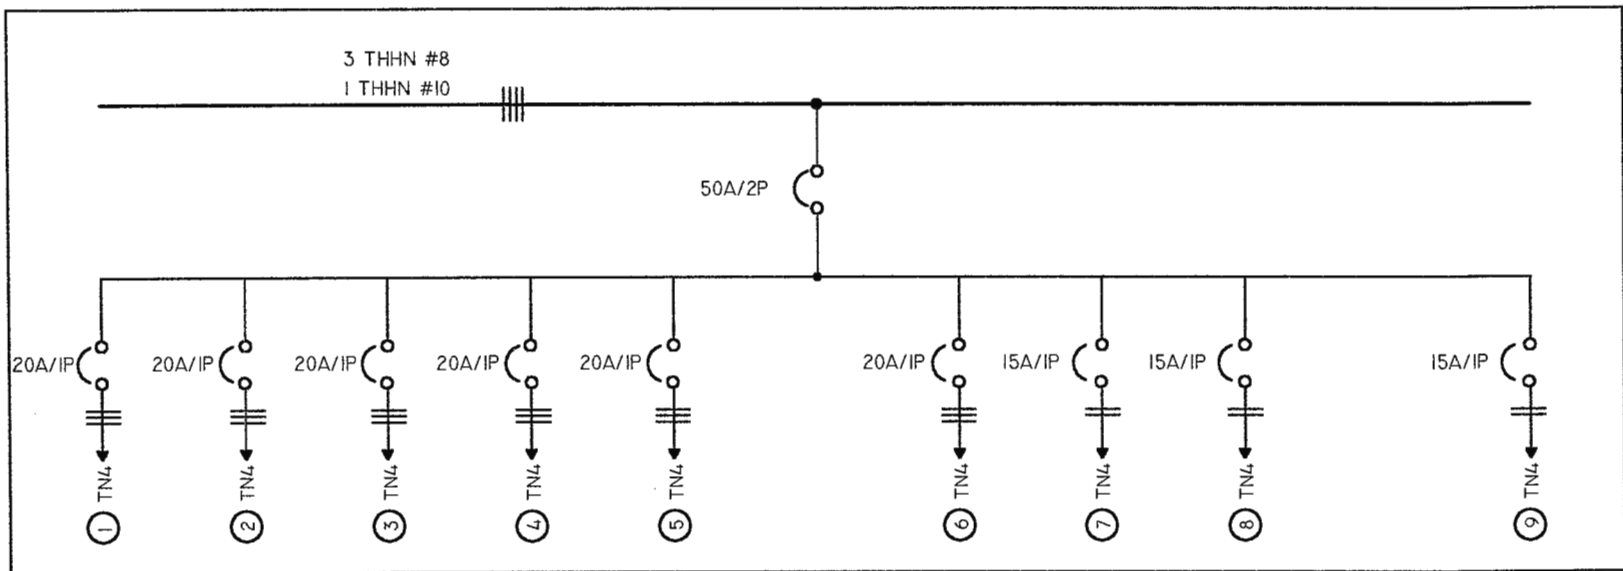 3 THHN #8
1 THHN #10
50A/2P
20A/1P
20A/1P
20A/1P
20A/1P
20A/1P
20A/1P
15A/1P
15A/1P
15A/1P
TN4
TN4
TN4
TN4
TN4
TN4
TN4
TN4
TN4
1
2
3
4
5
6
7
8
9